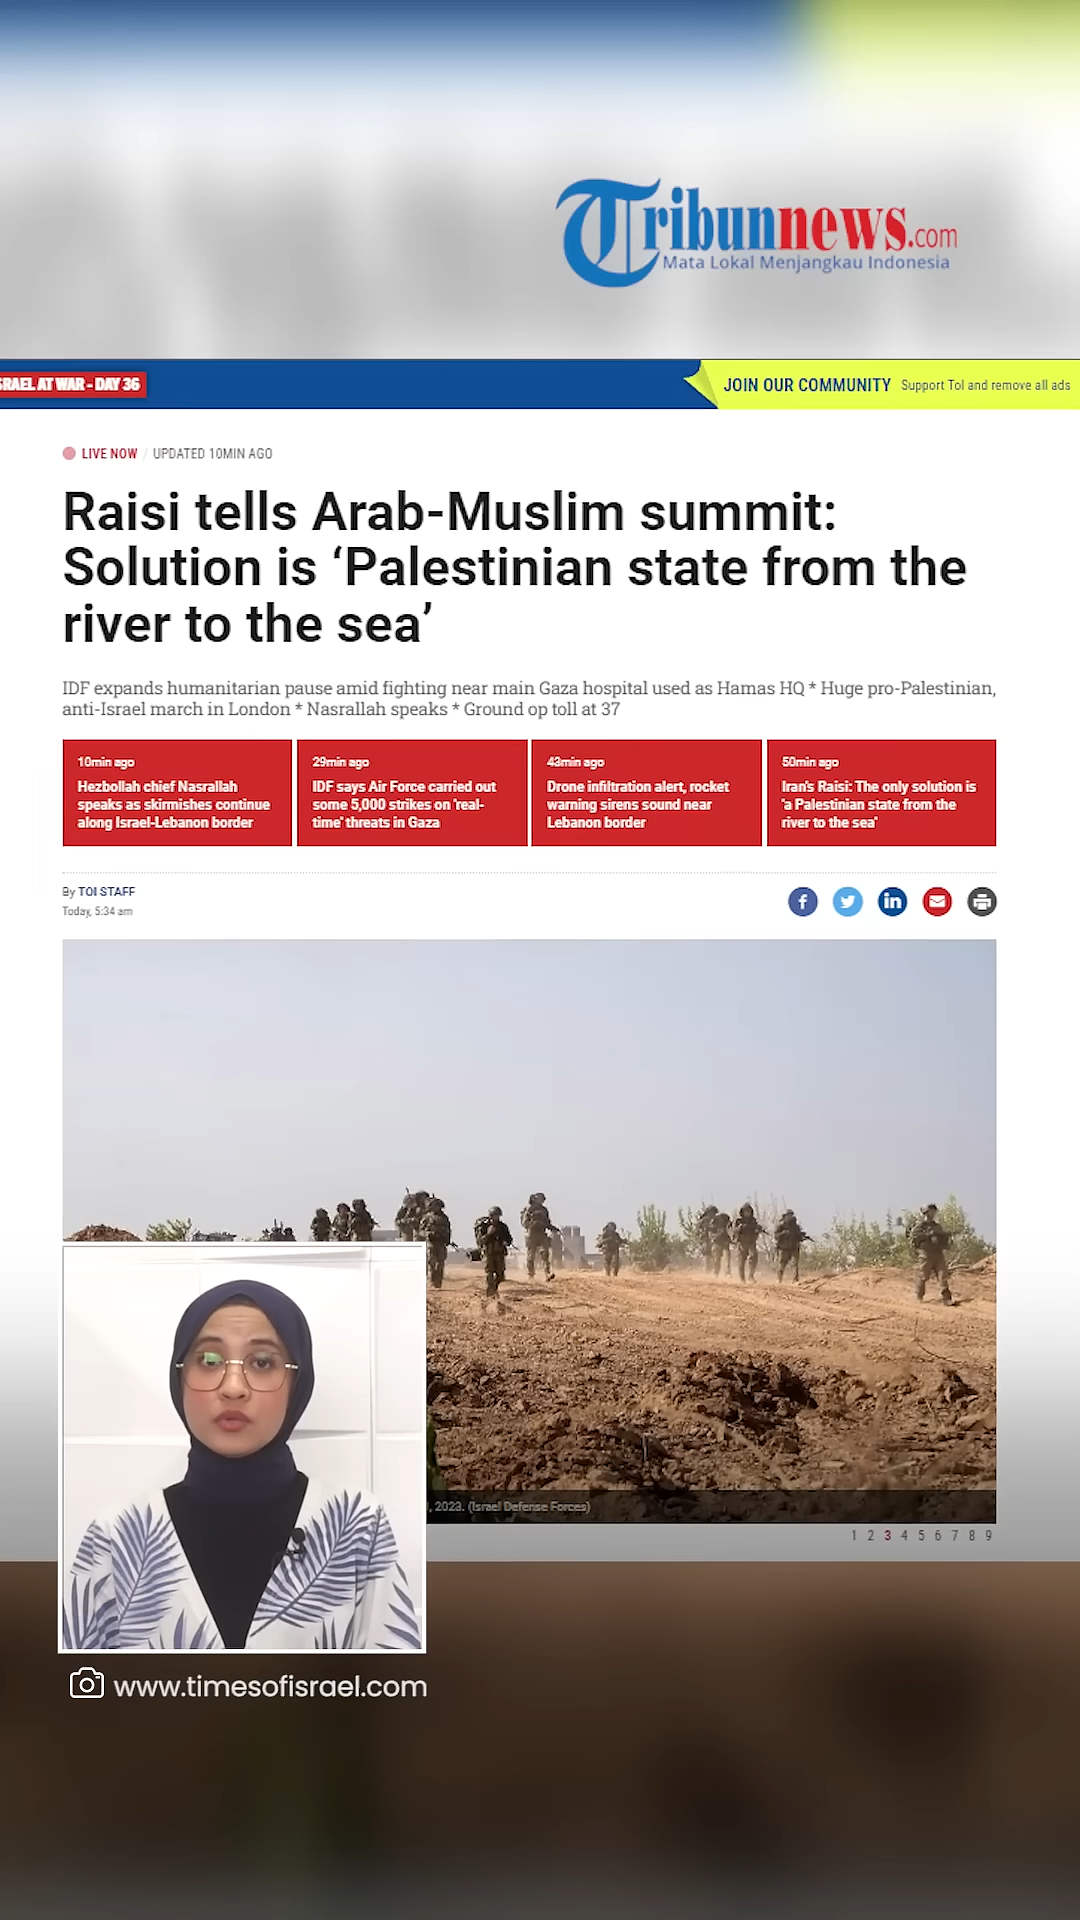 Tribunnews.com
Mata Lokal Menjangkau Indonesia
SRAEL AT WAR - DAY 36
JOIN OUR COMMUNITY Support ToI and remove all ads
LIVE NOW / UPDATED 10MIN AGO
Raisi tells Arab-Muslim summit:
Solution is ‘Palestinian state from the
river to the sea’
IDF expands humanitarian pause amid fighting near main Gaza hospital used as Hamas HQ * Huge pro-Palestinian,
anti-Israel march in London * Nasrallah speaks * Ground op toll at 37
10min ago
Hezbollah chief Nasrallah
speaks as skirmishes continue
along Israel-Lebanon border
29min ago
IDF says Air Force carried out
some 5,000 strikes on 'real-
time' threats in Gaza
43min ago
Drone infiltration alert, rocket
warning sirens sound near
Lebanon border
50min ago
Iran's Raisi: The only solution is
'a Palestinian state from the
river to the sea'
By TOI STAFF
Today, 5:34 am
, 2023. (Israel Defense Forces)
1 2 3 4 5 6 7 8 9
www.timesofisrael.com